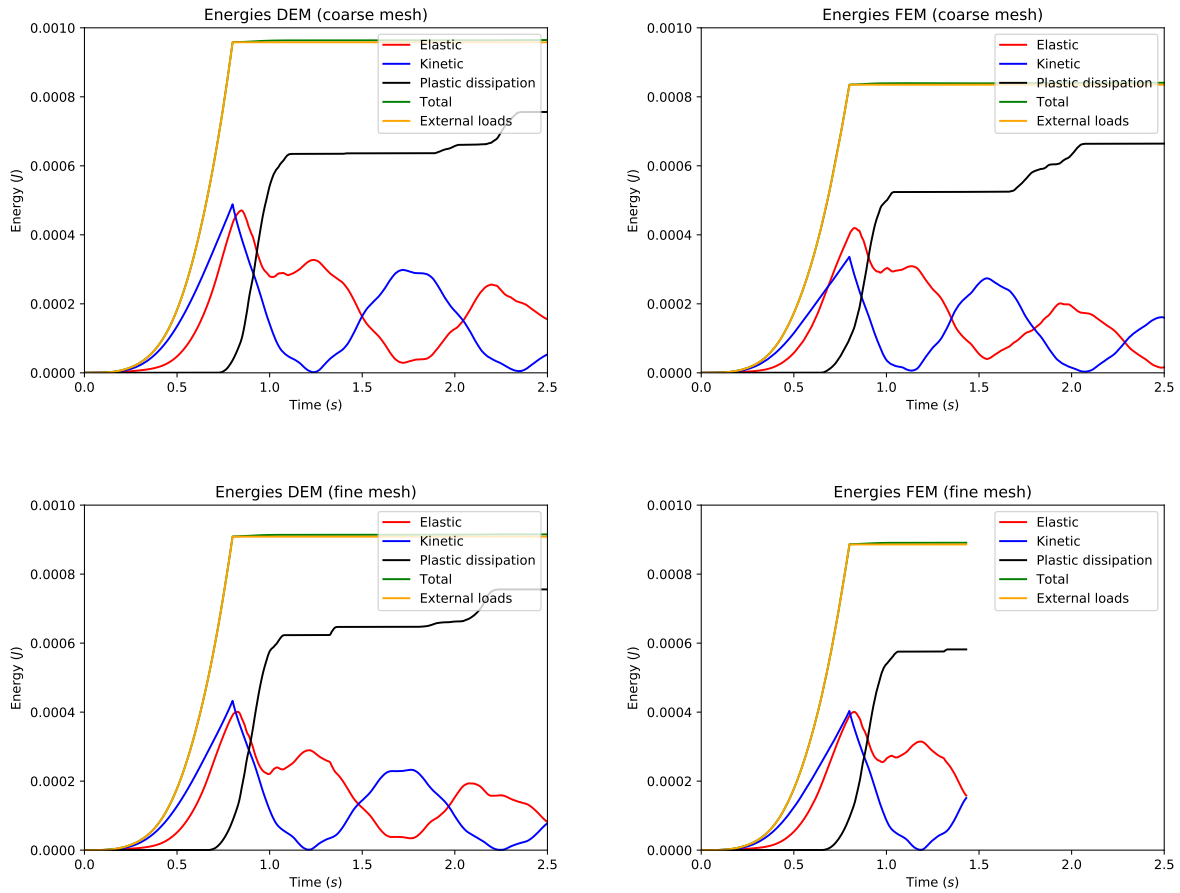 Energies DEM (coarse mesh)
Energy (J)
0.0010
0.0008
0.0006
0.0004
0.0002
0.0000
Elastic
Kinetic
Plastic dissipation
Total
External loads
0.0
0.5
1.0
1.5
2.0
2.5
Time (s)
Energies FEM (coarse mesh)
Energy (J)
0.0010
0.0008
0.0006
0.0004
0.0002
0.0000
Elastic
Kinetic
Plastic dissipation
Total
External loads
0.0
0.5
1.0
1.5
2.0
2.5
Time (s)
Energies DEM (fine mesh)
Energy (J)
0.0010
0.0008
0.0006
0.0004
0.0002
0.0000
Elastic
Kinetic
Plastic dissipation
Total
External loads
0.0
0.5
1.0
1.5
2.0
2.5
Time (s)
Energies FEM (fine mesh)
Energy (J)
0.0010
0.0008
0.0006
0.0004
0.0002
0.0000
Elastic
Kinetic
Plastic dissipation
Total
External loads
0.0
0.5
1.0
1.5
2.0
2.5
Time (s)